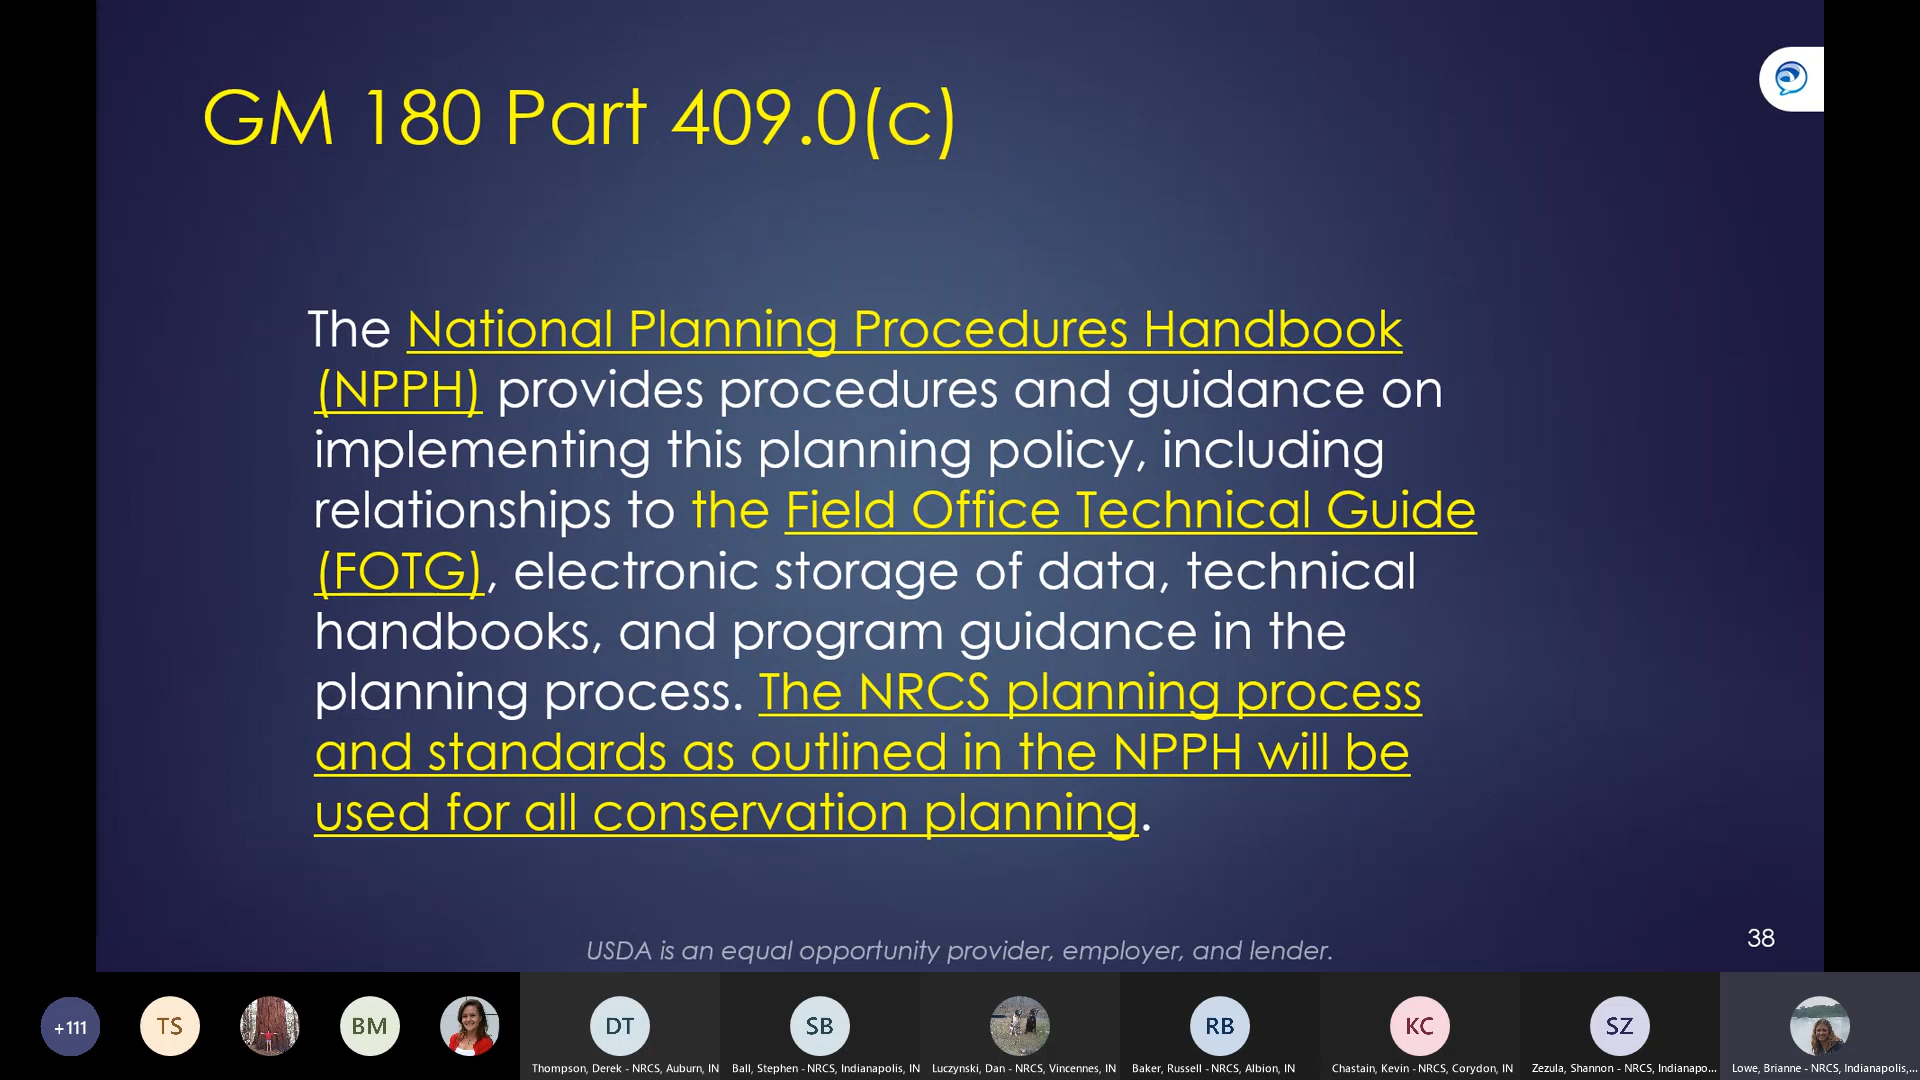 GM 180 Part 409.0(c)
The National Planning Procedures Handbook
(NPPH) provides procedures and guidance on
implementing this planning policy, including
relationships to the Field Office Technical Guide
(FOTG), electronic storage of data, technical
handbooks, and program guidance in the
planning process. The NRCS planning process
and standards as outlined in the NPPH will be
used for all conservation planning.
38
USDA is an equal opportunity provider, employer, and lender.
+111
TS
BM
DT
SB
RB
KC
SZ
Thompson, Derek - NRCS, Auburn, IN
Ball, Stephen - NRCS, Indianapolis, IN
Luczynski, Dan - NRCS, Vincennes, IN
Baker, Russell - NRCS, Albion, IN
Chastain, Kevin - NRCS, Corydon, IN
Zezula, Shannon - NRCS, Indianapo...
Lowe, Brianne - NRCS, Indianapolis,...